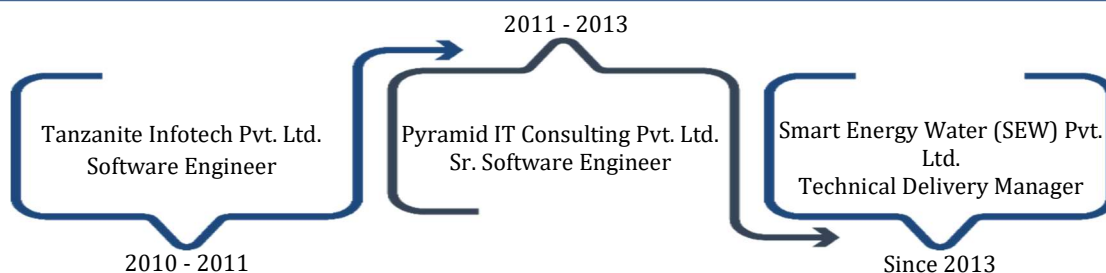 2011 - 2013
Tanzanite Infotech Pvt. Ltd.
Software Engineer
2010 - 2011
Pyramid IT Consulting Pvt. Ltd.
Sr. Software Engineer
Smart Energy Water (SEW) Pvt.
Ltd.
Technical Delivery Manager
Since 2013